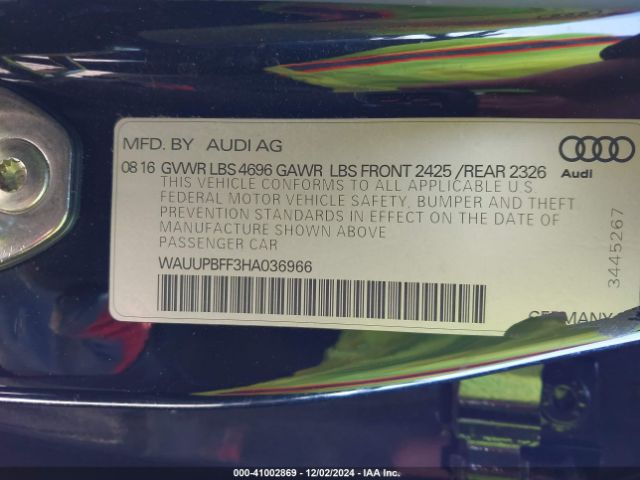 MFD. BY AUDI AG
08 16 GVWR LBS 4696 GAWR LBS FRONT 2425 /REAR 2326
THIS VEHICLE CONFORMS TO ALL APPLICABLE U.S
FEDERAL MOTOR VEHICLE SAFETY, BUMPER AND THEFT
PREVENTION STANDARDS IN EFFECT ON THE DATE OF
MANUFACTURE SHOWN ABOVE
PASSENGER CAR
WAUUPBFF3HA036966
Audi
3445267
GERMANY
000-41002869 - 12/02/2024 - IAA Inc.